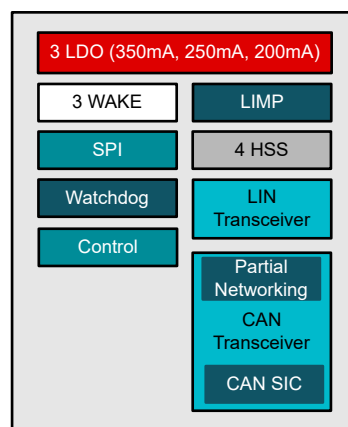 3 LDO (350mA, 250mA, 200mA)
3 WAKE
LIMP
SPI
4 HSS
Watchdog
LIN
Transceiver
Control
Partial
Networking
CAN
Transceiver
CAN SIC